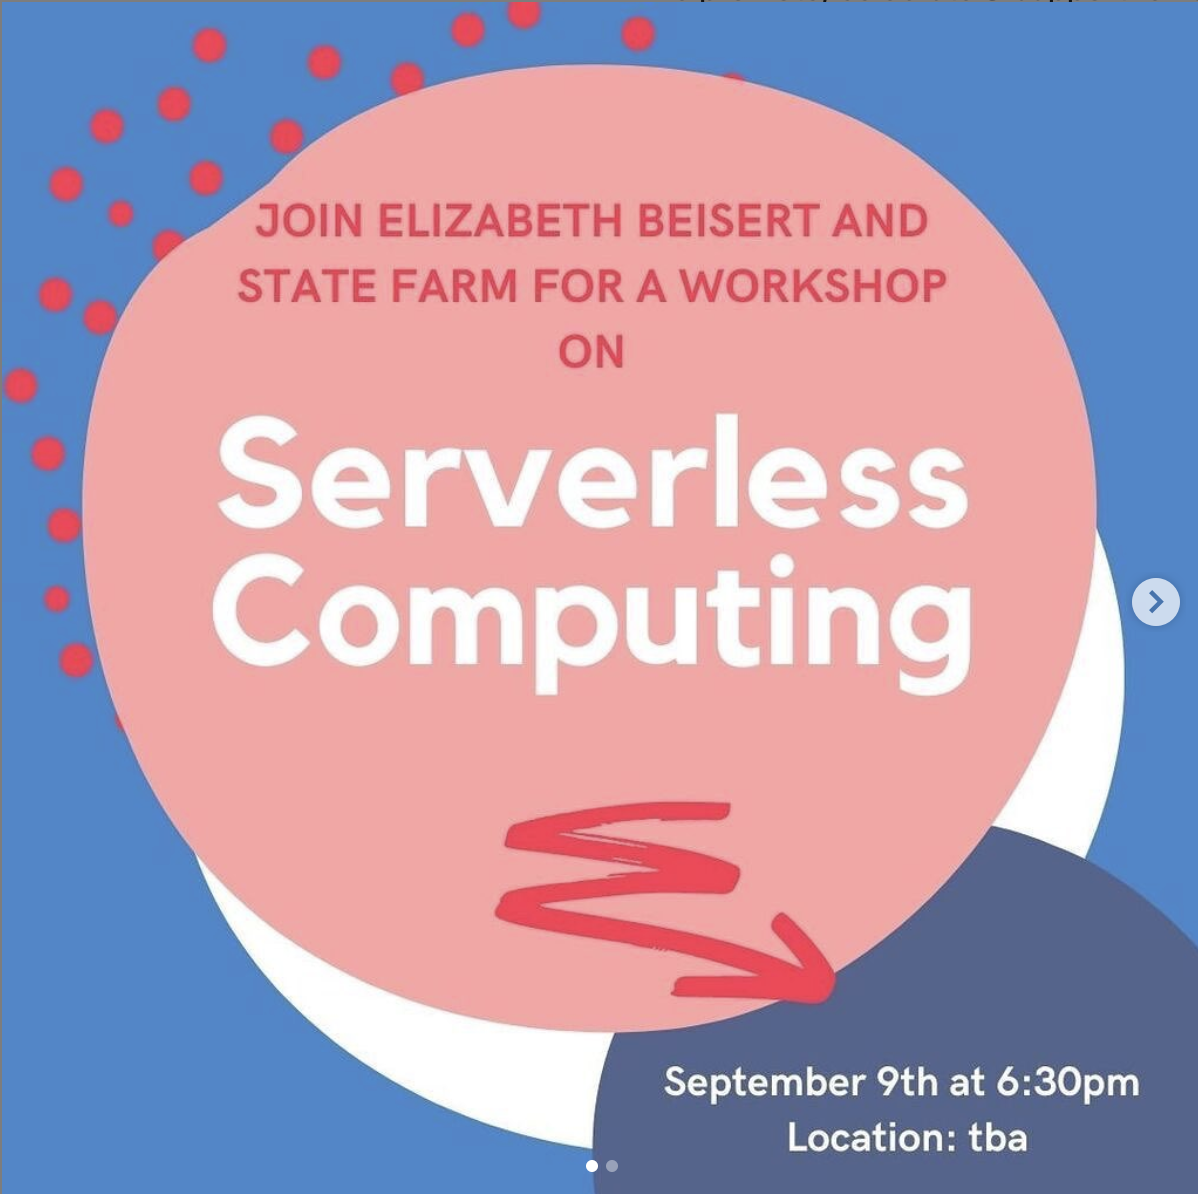 JOIN ELIZABETH BEISERT AND
STATE FARM FOR A WORKSHOP
ON
Serverless
Computing
September 9th at 6:30pm
Location: tba